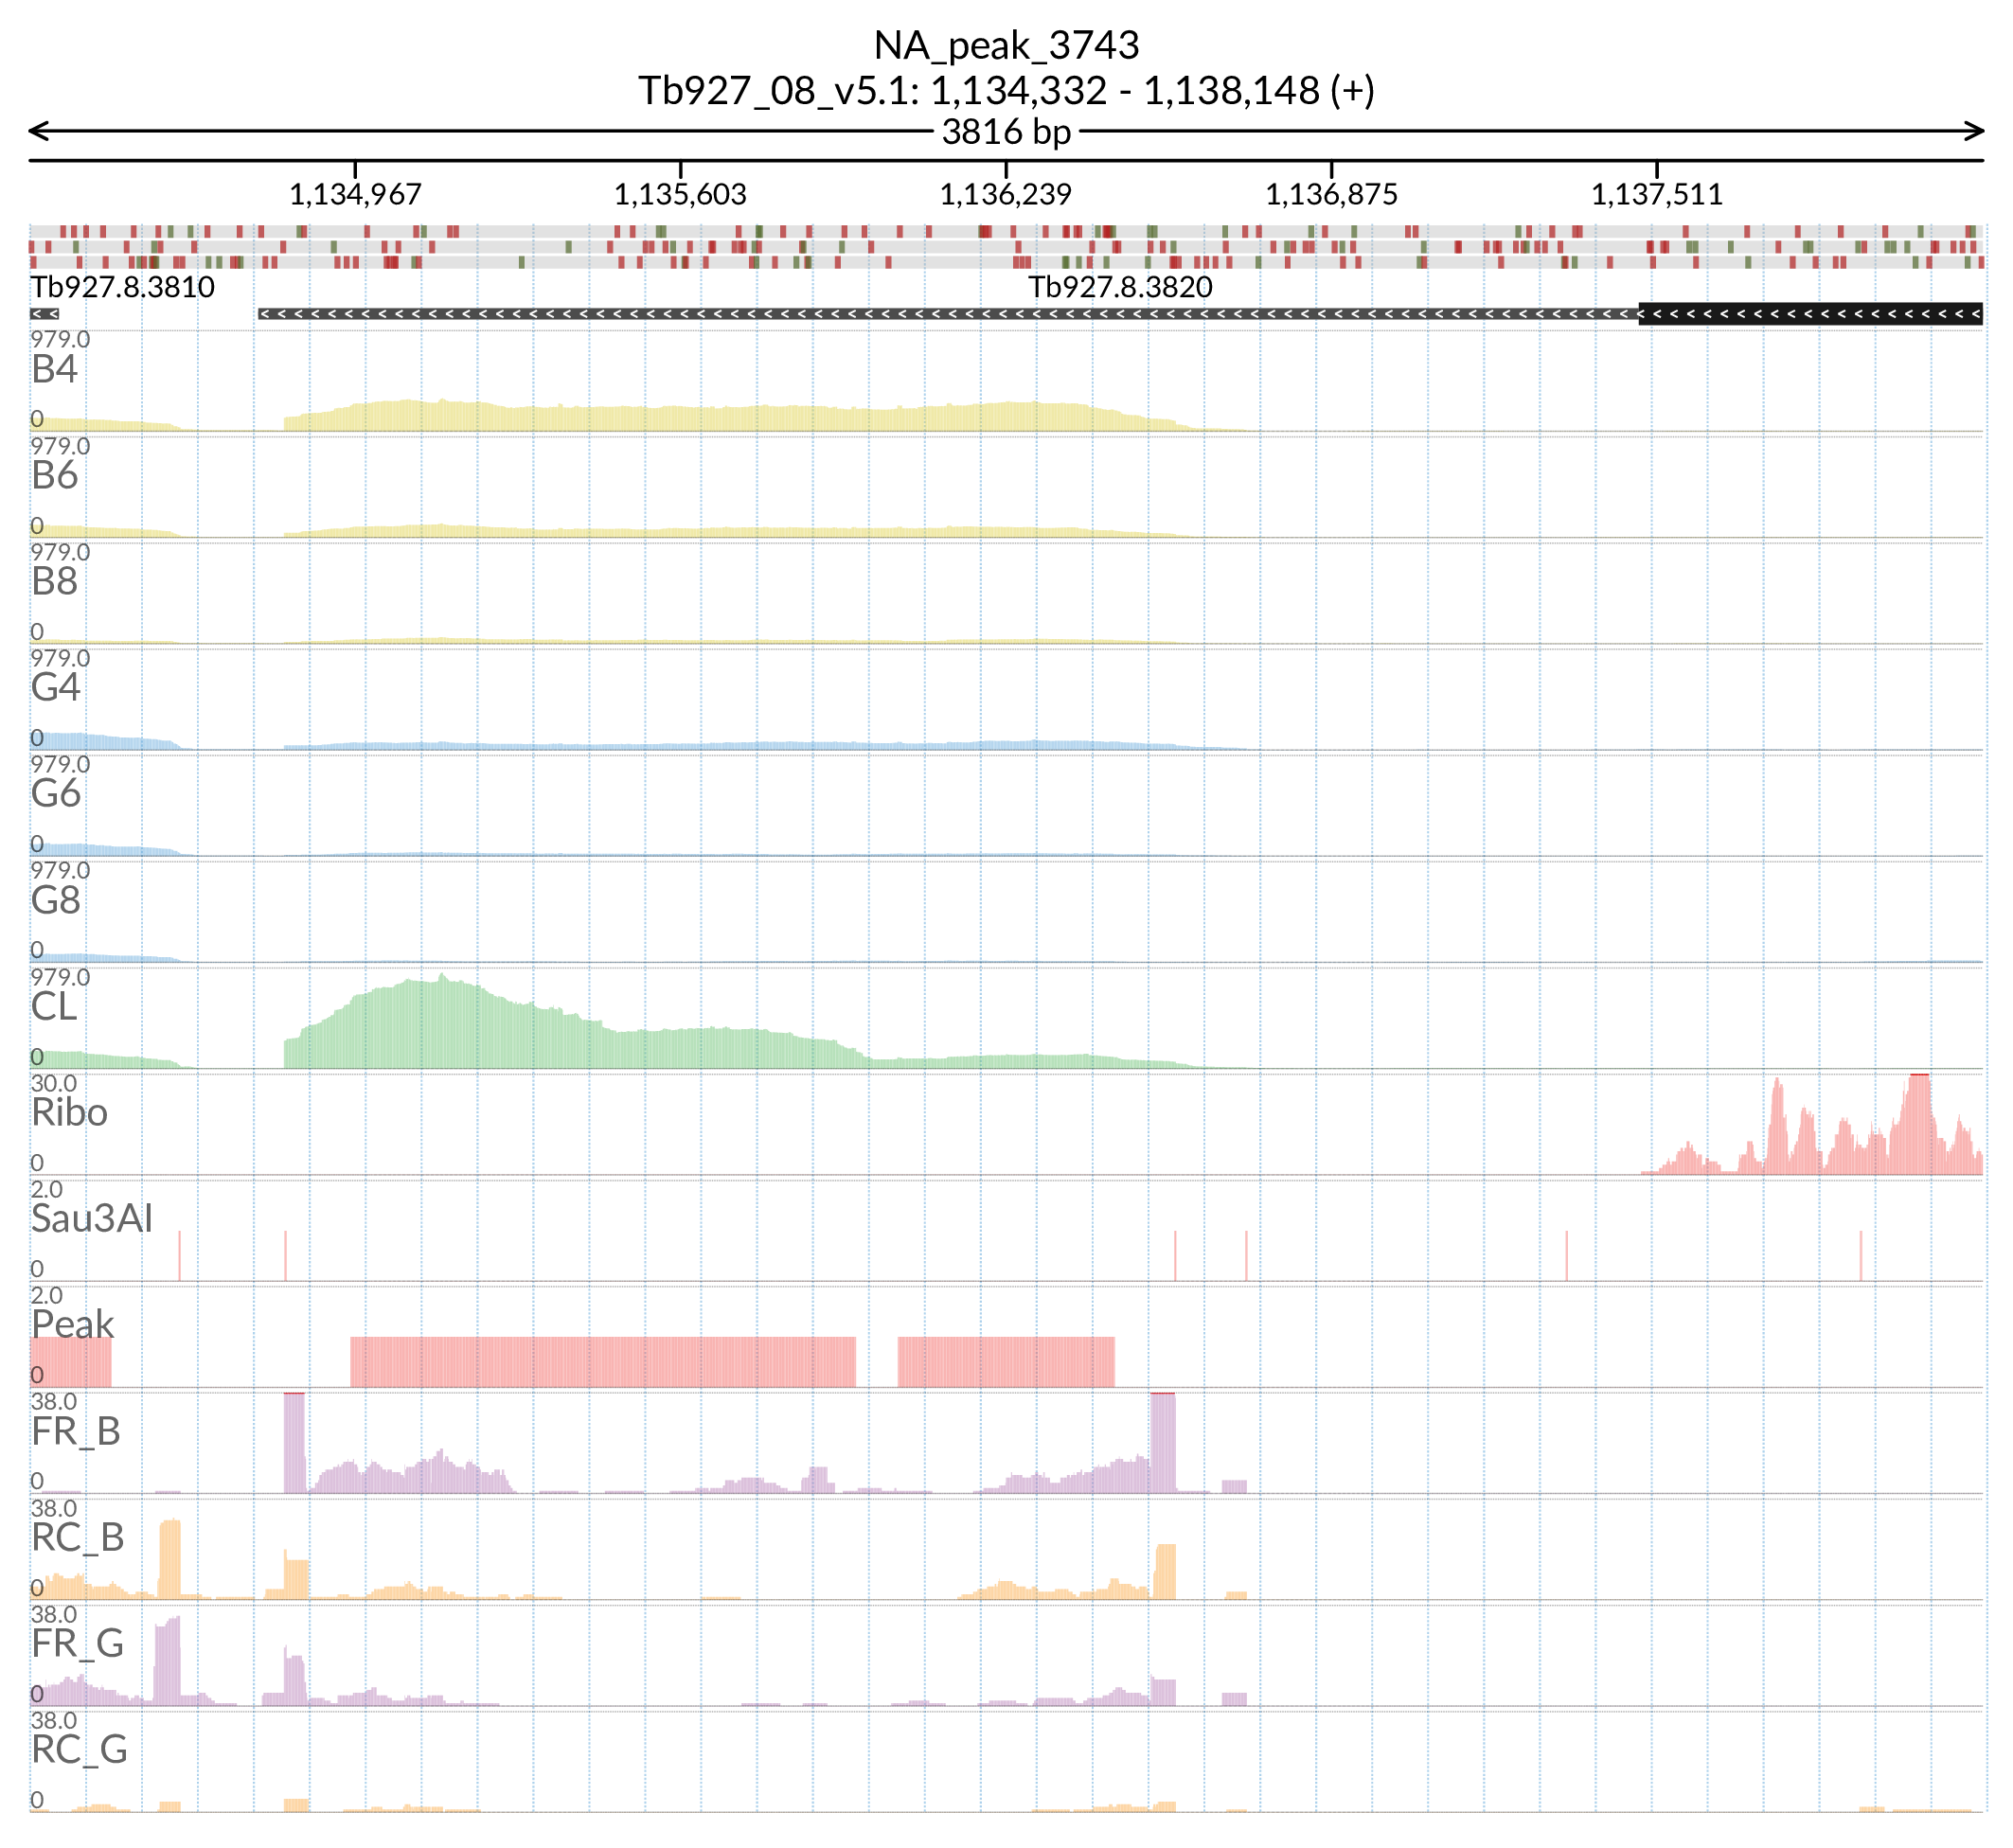 NA_peak_3743
Tb927_08_v5.1: 1,134,332 - 1,138,148 (+)
3816 bp
1,134,967 1,135,603 1,136,239 1,136,875 1,137,511
Tb927.8.3810 Tb927.8.3820
979.0
B4
0
979.0
B6
0
979.0
B8
0
979.0
G4
0
979.0
G6
0
979.0
G8
0
979.0
CL
0
30.0
Ribo
0
2.0
Sau3AI
0
2.0
Peak
0
38.0
FR_B
0
38.0
RC_B
0
38.0
FR_G
0
38.0
RC_G
0